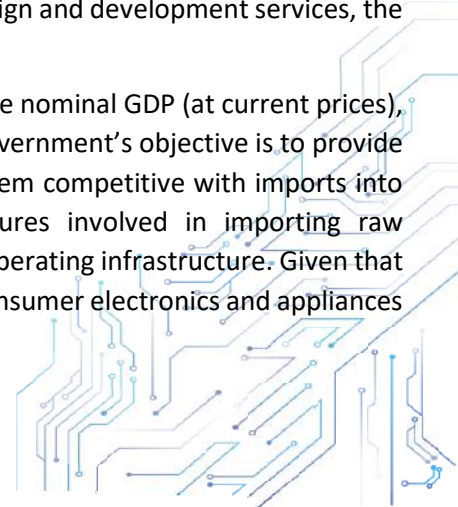 ign and development services, the
e nominal GDP (at current prices),
vernment's objective is to provide
em competitive with imports into
ures involved in importing raw
perating infrastructure. Given that
nsumer electronics and appliances